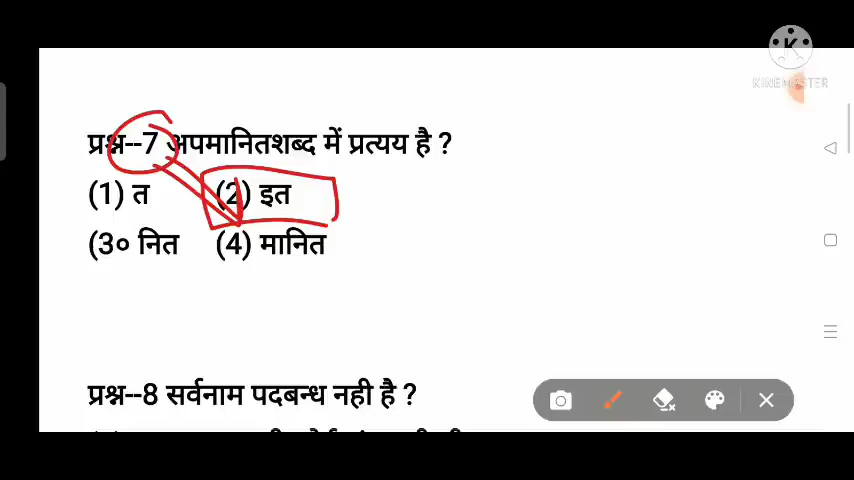 KINEMASTER
प्रश्न--7 अपमानितशब्द में प्रत्यय है ?
(1) त (2) इत
(3० नित (4) मानित
प्रश्न--8 सर्वनाम पदबन्ध नही है ?